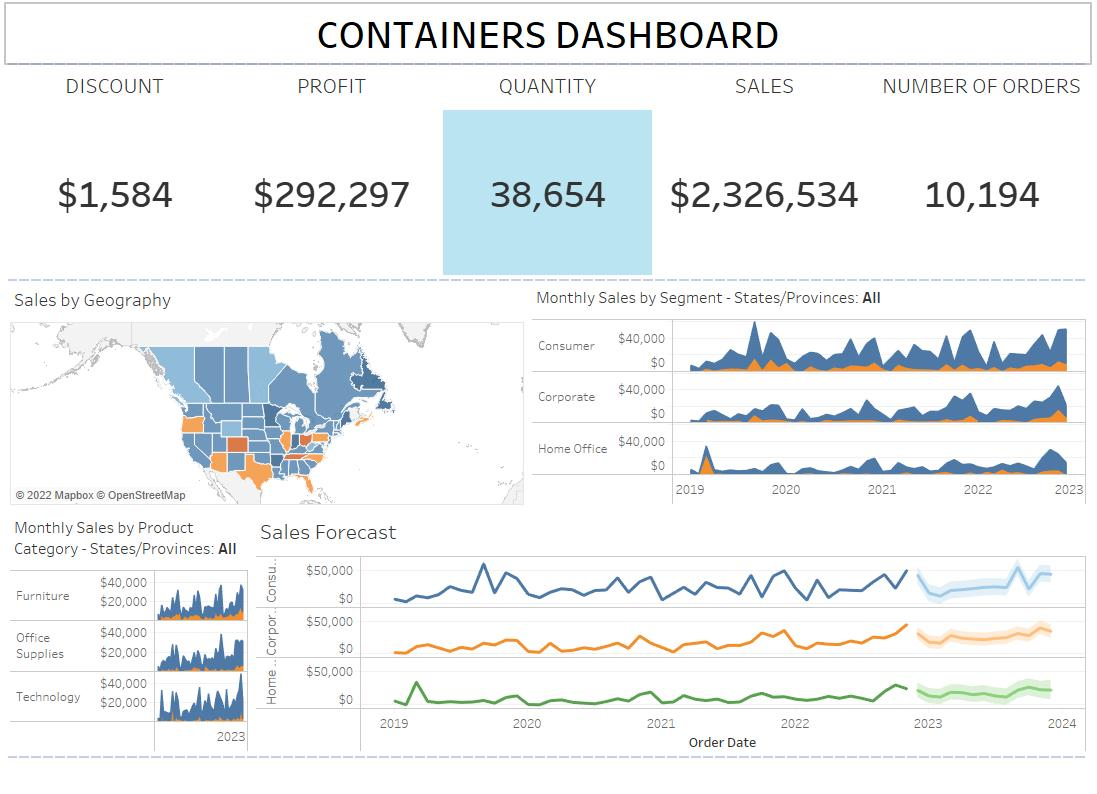 CONTAINERS DASHBOARD
DISCOUNT
PROFIT
QUANTITY
SALES
NUMBER OF ORDERS
$1,584
$292,297
38,654
$2,326,534
10,194
Sales by Geography
© 2022 Mapbox © OpenStreetMap
Monthly Sales by Segment - States/Provinces: All
Consumer
$40,000
$0
Corporate
$40,000
$0
Home Office
$40,000
$0
2019
2020
2021
2022
2023
Monthly Sales by Product
Category - States/Provinces: All
Furniture
$40,000
$20,000
Office
Supplies
$40,000
$20,000
Technology
$40,000
$20,000
2023
Sales Forecast
Consu..
$50,000
$0
Corpor..
$50,000
$0
Home ..
$50,000
$0
2019
2020
2021
2022
2023
2024
Order Date